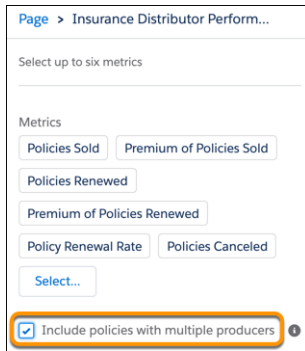 Page > Insurance Distributor Perform...
Select up to six metrics
Metrics
Policies Sold Premium of Policies Sold
Policies Renewed
Premium of Policies Renewed
Policy Renewal Rate Policies Canceled
Select...
Include policies with multiple producers